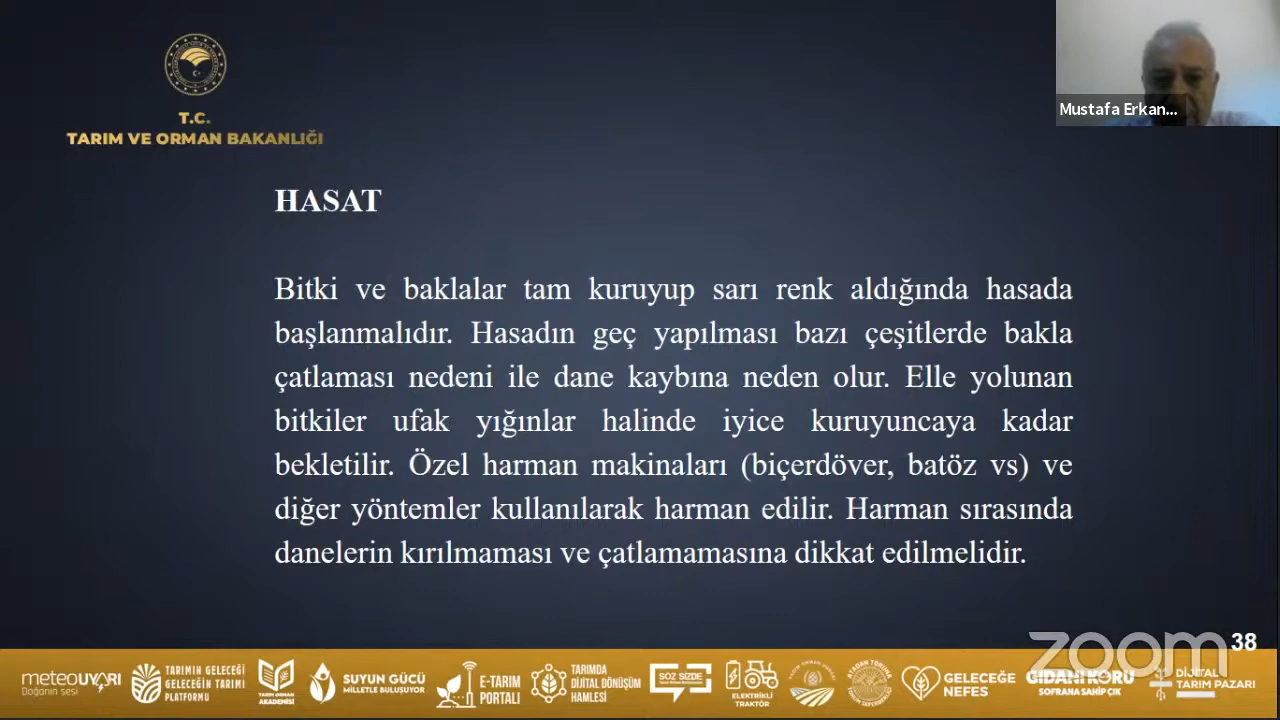 T.C.
TARIM VE ORMAN BAKANLIĞI
Mustafa Erkan...
HASAT
Bitki ve baklalar tam kuruyup sarı renk aldığında hasada
başlanmalıdır. Hasadın geç yapılması bazı çeşitlerde bakla
çatlaması nedeni ile dane kaybına neden olur. Elle yolunan
bitkiler ufak yığınlar halinde iyice kuruyuncaya kadar
bekletilir. Özel harman makinaları (biçerdöver, batöz vs) ve
diğer yöntemler kullanılarak harman edilir. Harman sırasında
danelerin kırılmaması ve çatlamamasına dikkat edilmelidir.
zoom
38
meteoUYARI
Doğanın sesi
TARIMIN GELECEĞİ
GELECEĞİN TARIMI
PLATFORMU
TARIM ORMAN
AKADEMİSİ
SUYUN GÜCÜ
MİLLETLE BULUŞUYOR
E-TARIM
PORTALI
TARIMDA
DİJİTAL DÖNÜŞÜM
HAMLESİ
SÖZ SİZDE
ELEKTRİKLİ
TRAKTÖR
GELECEĞE
NEFES
GIDANI KORU
SOFRANA SAHİP ÇIK
DİJİTAL
TARIM PAZARI